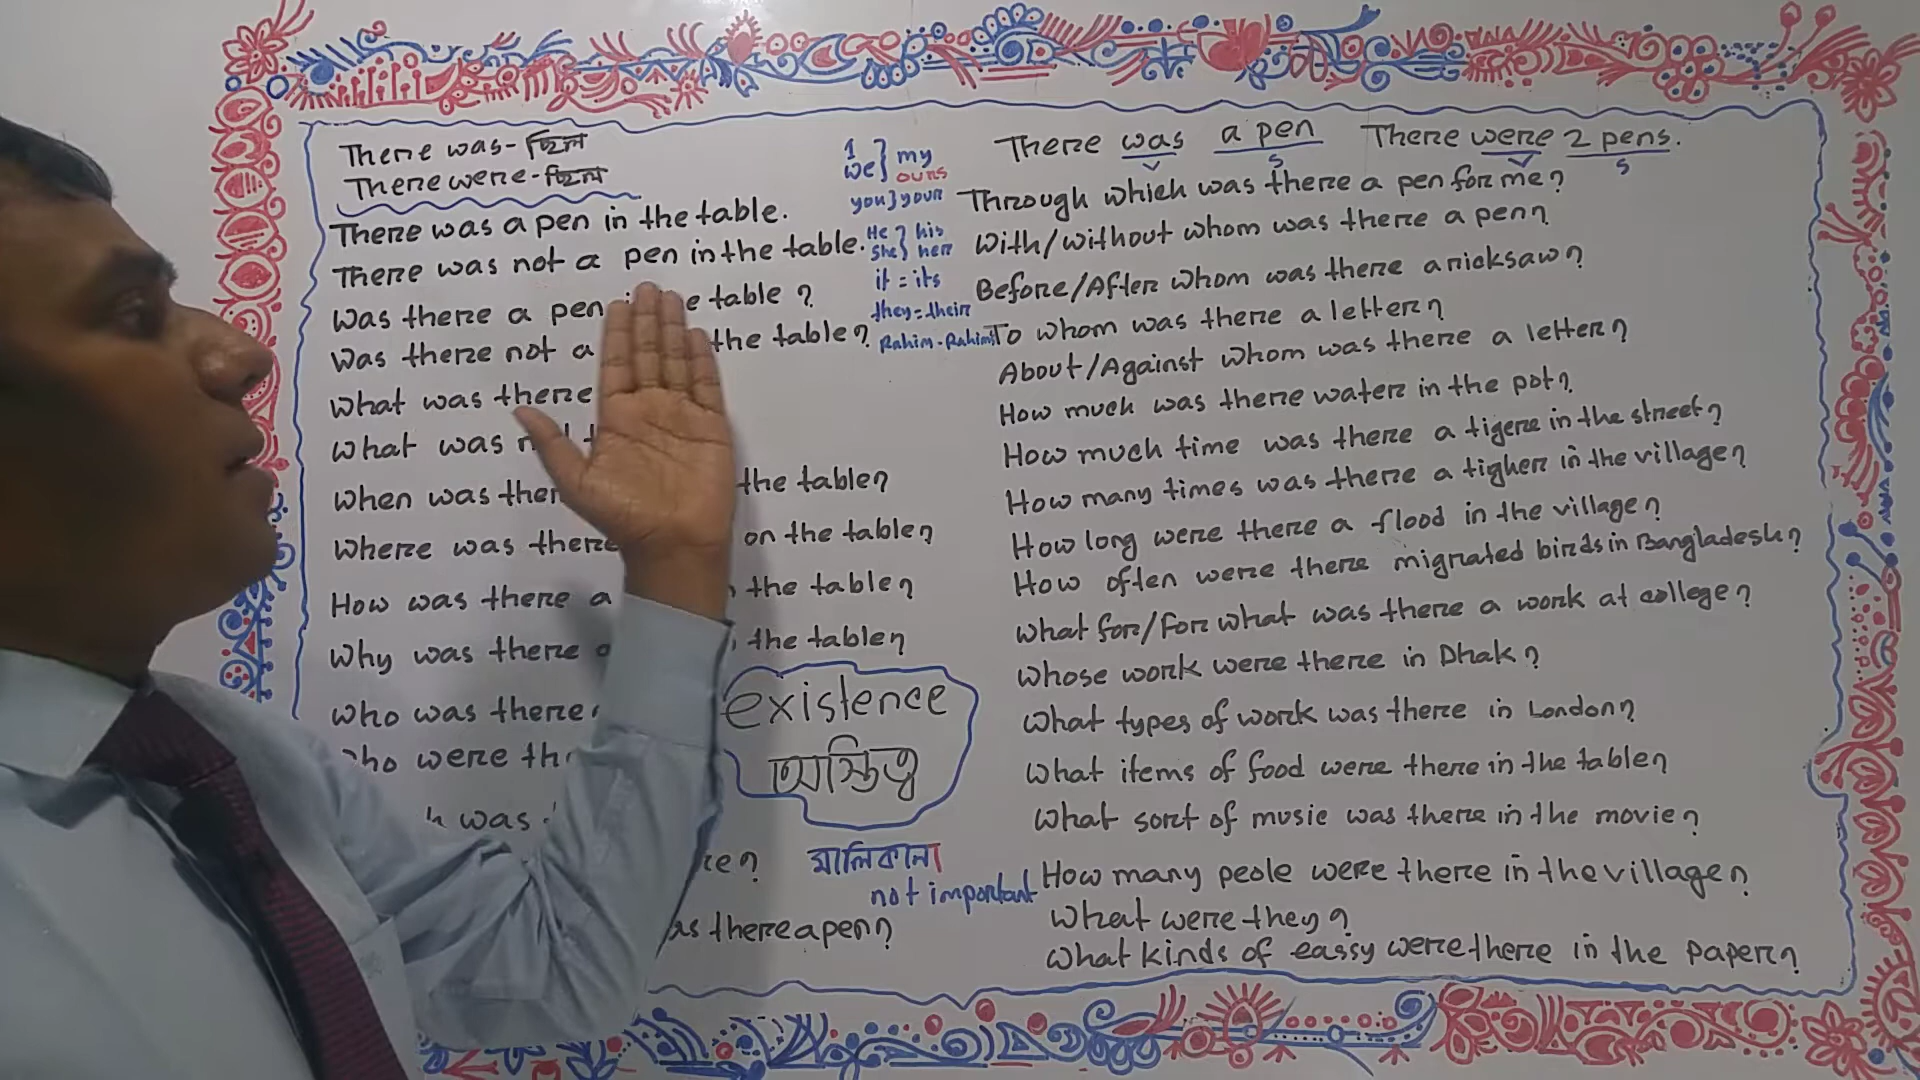 There was - ছিল
There were - ছিল
There was a pen in the table.
There was not a pen in the table.
Was there a pen table?
Was there not a the table?
What was there
What was
When was the table?
Where was there on the table?
How was there a the table?
Why was there the table?
Who was there
were
was
there a pen?
I
we } my
ours
you } your
He } his
She } her
it = its
they = their
Rahim - Rahim's
existence
অস্তিত্ব
মালিকানা
not important
There was a pen There were 2 pens.
S S
Through which was there a pen for me?
With/without whom was there a pen?
Before/After whom was there a ricksaw?
To whom was there a letter?
About/Against whom was there a letter?
How much was there water in the pot?
How much time was there a tigere in the street?
How many times was there a tigher in the village?
How long were there a flood in the village?
How often were there migrated birds in Bangladesh?
What for/For what was there a work at college?
Whose work were there in Dhak?
What types of work was there in London?
What items of food were there in the table?
What sort of music was there in the movie?
How many peole were there in the village?
What were they?
What kinds of eassy were there in the paper?